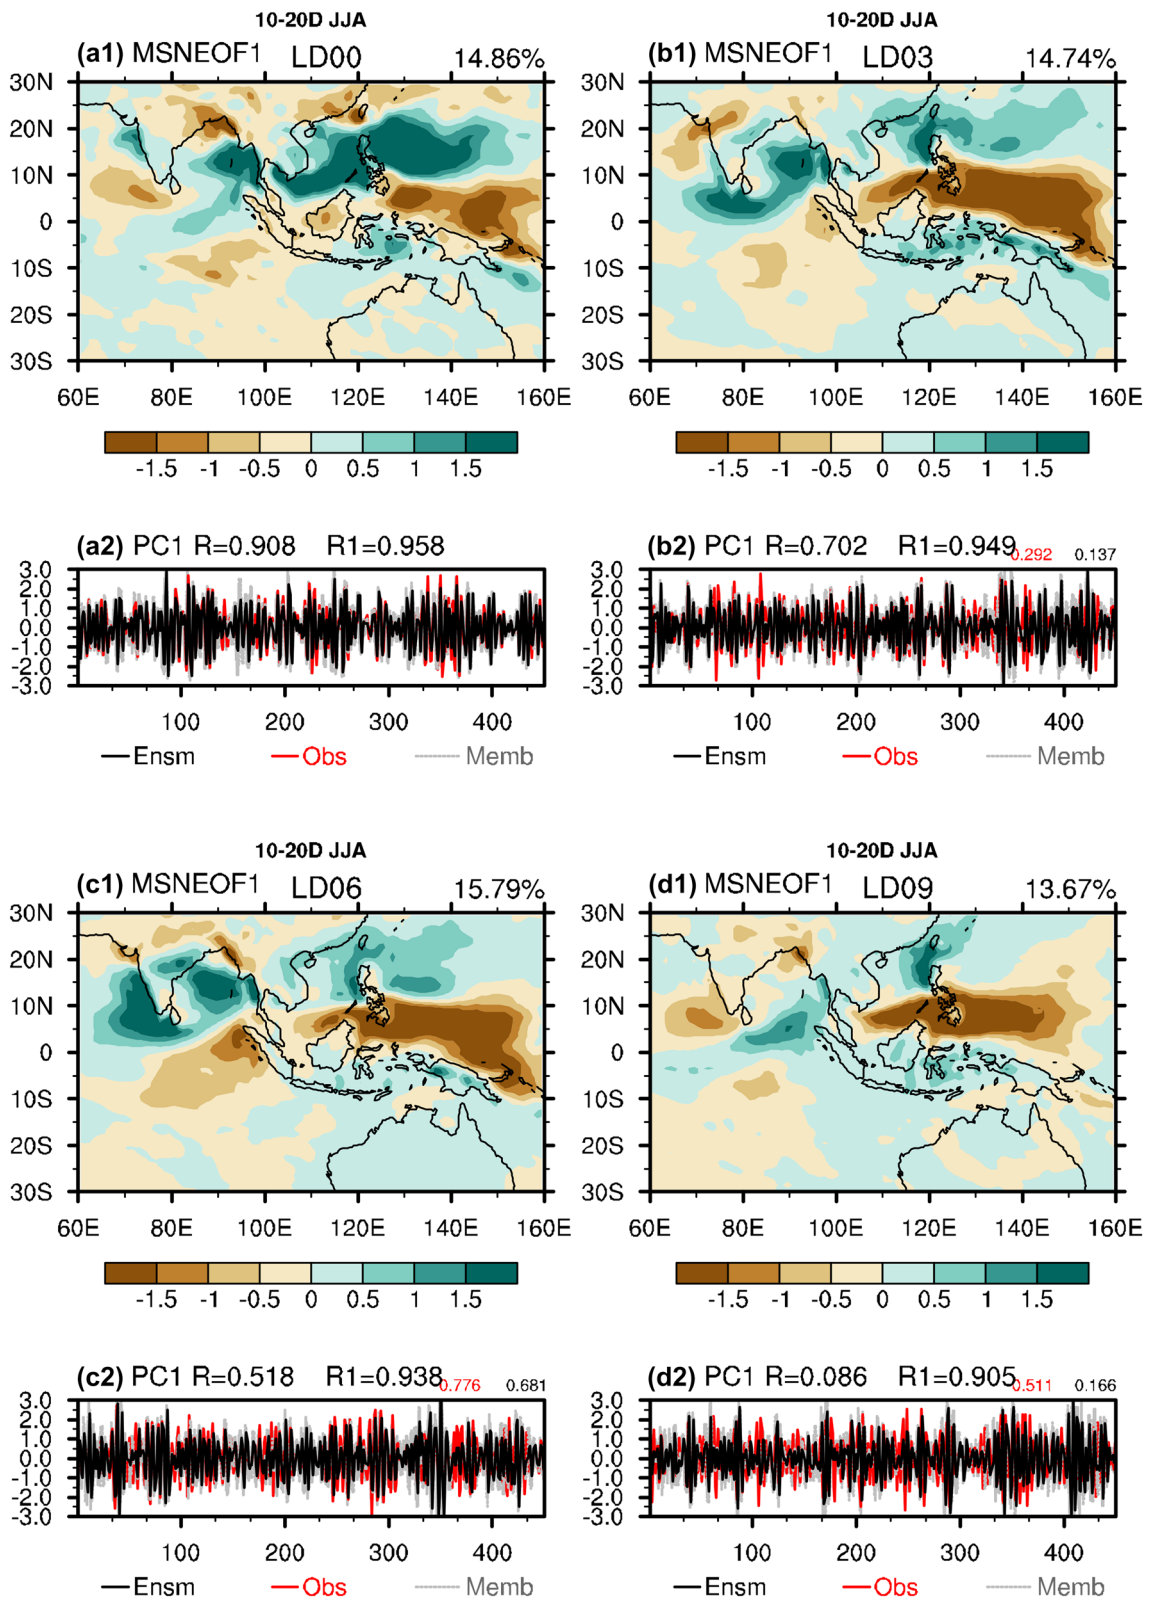 10-20D JJA
(a1) MSNEOF1 LD00 14.86%
30N
20N
10N
0
10S
20S
30S
60E 80E 100E 120E 140E 160E
-1.5 -1 -0.5 0 0.5 1 1.5
(a2) PC1 R=0.908 R1=0.958
3.0
2.0
1.0
0.0
-1.0
-2.0
-3.0
100 200 300 400
Ensm Obs Memb
10-20D JJA
(b1) MSNEOF1 LD03 14.74%
30N
20N
10N
0
10S
20S
30S
60E 80E 100E 120E 140E 160E
-1.5 -1 -0.5 0 0.5 1 1.5
(b2) PC1 R=0.702 R1=0.949 0.292 0.137
3.0
2.0
1.0
0.0
-1.0
-2.0
-3.0
100 200 300 400
Ensm Obs Memb
10-20D JJA
(c1) MSNEOF1 LD06 15.79%
30N
20N
10N
0
10S
20S
30S
60E 80E 100E 120E 140E 160E
-1.5 -1 -0.5 0 0.5 1 1.5
(c2) PC1 R=0.518 R1=0.938 0.776 0.681
3.0
2.0
1.0
0.0
-1.0
-2.0
-3.0
100 200 300 400
Ensm Obs Memb
10-20D JJA
(d1) MSNEOF1 LD09 13.67%
30N
20N
10N
0
10S
20S
30S
60E 80E 100E 120E 140E 160E
-1.5 -1 -0.5 0 0.5 1 1.5
(d2) PC1 R=0.086 R1=0.905 0.511 0.166
3.0
2.0
1.0
0.0
-1.0
-2.0
-3.0
100 200 300 400
Ensm Obs Memb